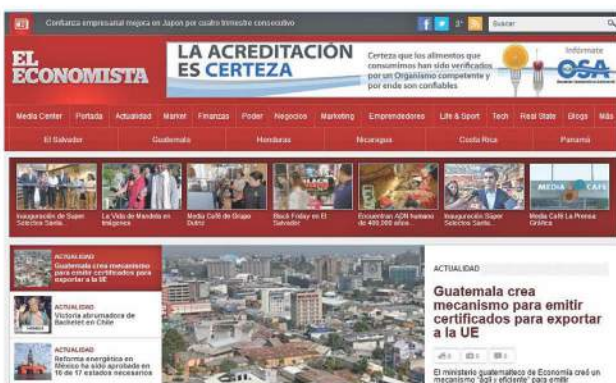 Confianza empresarial mejora en Japon por cuarto trimestre consecutivo
Buscar
EL
ECONOMISTA
LA ACREDITACIÓN
ES CERTEZA
Certeza que los alimentos que
consumimos han sido verificados
por un Organismo competente y
por ende son confiables
Infórmate
OSA
Media Center Portada Actualidad Market Finanzas Poder Negocios Marketing Emprendedores Life & Sport Tech Real State Blogs Más
El Salvador Guatemala Honduras Nicaragua Costa Rica Panamá
Inauguración de Super
Selectos Santa...
La Vida de Mandela en
Imágenes
Media Café de Grupo
Dutriz
Black Friday en El
Salvador
Encuentran ADN humano
de 400,000 años...
Inauguración Súper
Selectos Santa...
MEDIA CAFE
Media Café La Prensa
Gráfica
ACTUALIDAD
Guatemala crea mecanismo
para emitir certificados para
exportar a la UE
ACTUALIDAD
Victoria abrumadora de
Bachelet en Chile
ACTUALIDAD
Reforma energética en
México ha sido aprobada en
16 de 17 estados necesarios
ACTUALIDAD
Guatemala crea
mecanismo para emitir
certificados para exportar
a la UE
El ministerio guatemalteco de Economía creó un
mecanismo "ágil y eficiente" para emitir